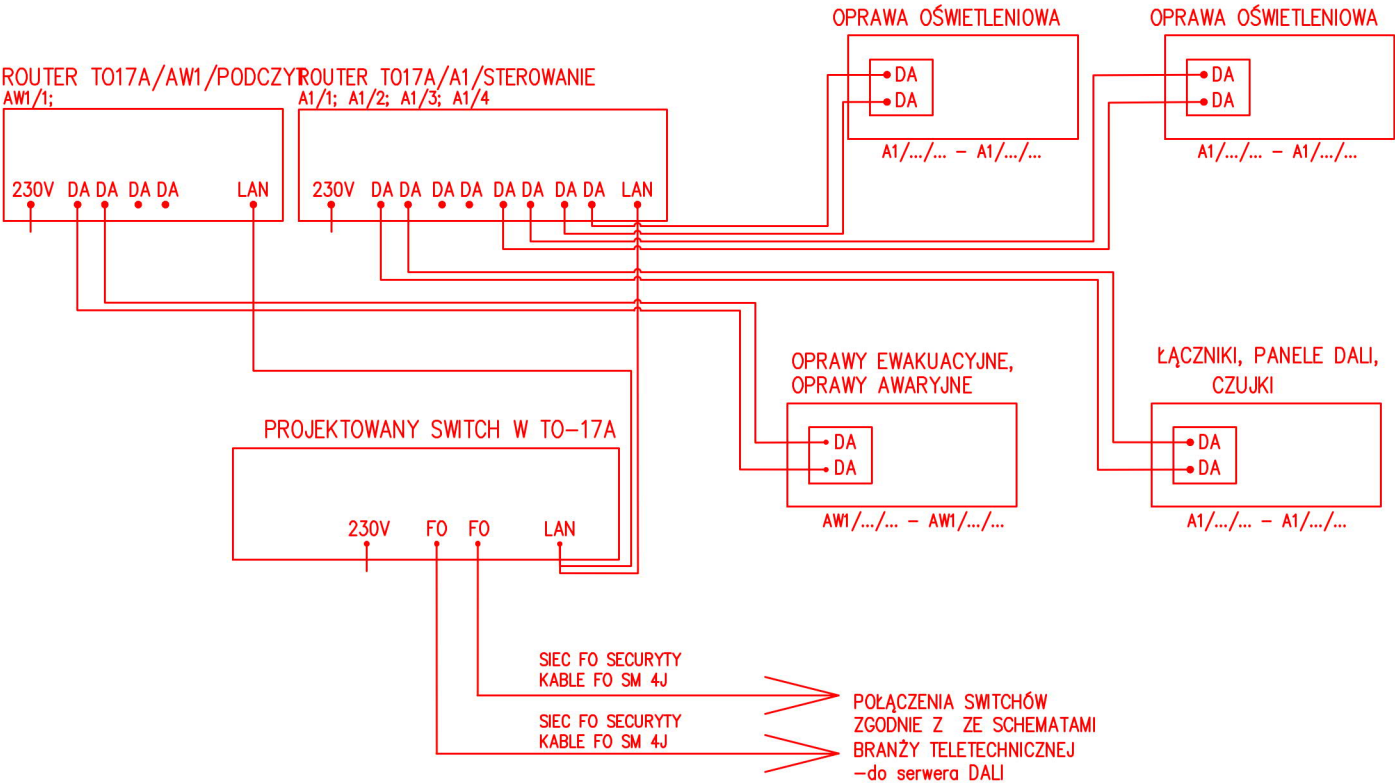 OPRAWA OŚWIETLENIOWA
OPRAWA OŚWIETLENIOWA
DA
DA
A1/.../... – A1/.../...
DA
DA
A1/.../... – A1/.../...
ROUTER TO17A/AW1/PODCZYT
AW1/1;
230V DA DA DA DA LAN
ROUTER TO17A/A1/STEROWANIE
A1/1; A1/2; A1/3; A1/4
230V DA DA DA DA DA DA DA DA LAN
OPRAWY EWAKUACYJNE,
OPRAWY AWARYJNE
DA
DA
AW1/.../... – AW1/.../...
ŁĄCZNIKI, PANELE DALI,
CZUJKI
DA
DA
A1/.../... – A1/.../...
PROJEKTOWANY SWITCH W TO–17A
230V FO FO LAN
SIEC FO SECURYTY
KABLE FO SM 4J
SIEC FO SECURYTY
KABLE FO SM 4J
POŁĄCZENIA SWITCHÓW
ZGODNIE Z ZE SCHEMATAMI
BRANŻY TELETECHNICZNEJ
–do serwera DALI